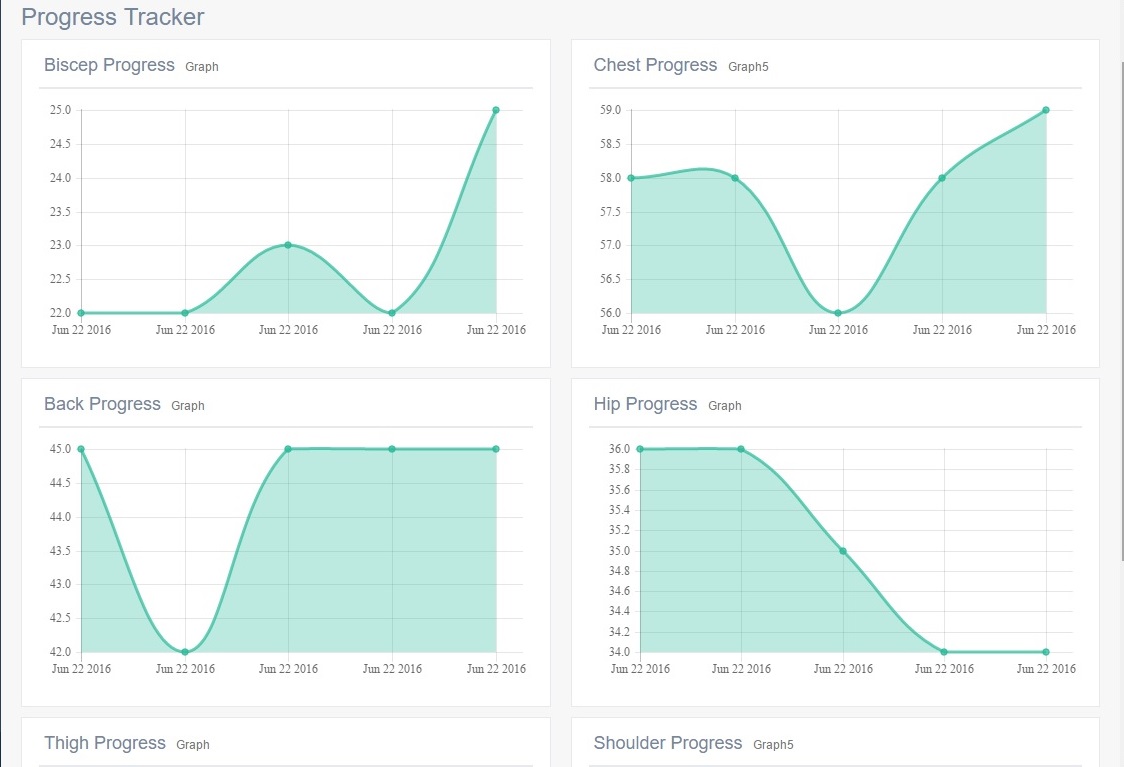 Progress Tracker
Biscep Progress Graph
25.0
24.5
24.0
23.5
23.0
22.5
22.0
Jun 22 2016 Jun 22 2016 Jun 22 2016 Jun 22 2016 Jun 22 2016
Chest Progress Graph5
59.0
58.5
58.0
57.5
57.0
56.5
56.0
Jun 22 2016 Jun 22 2016 Jun 22 2016 Jun 22 2016 Jun 22 2016
Back Progress Graph
45.0
44.5
44.0
43.5
43.0
42.5
42.0
Jun 22 2016 Jun 22 2016 Jun 22 2016 Jun 22 2016 Jun 22 2016
Hip Progress Graph
36.0
35.8
35.6
35.4
35.2
35.0
34.8
34.6
34.4
34.2
34.0
Jun 22 2016 Jun 22 2016 Jun 22 2016 Jun 22 2016 Jun 22 2016
Thigh Progress Graph
Shoulder Progress Graph5